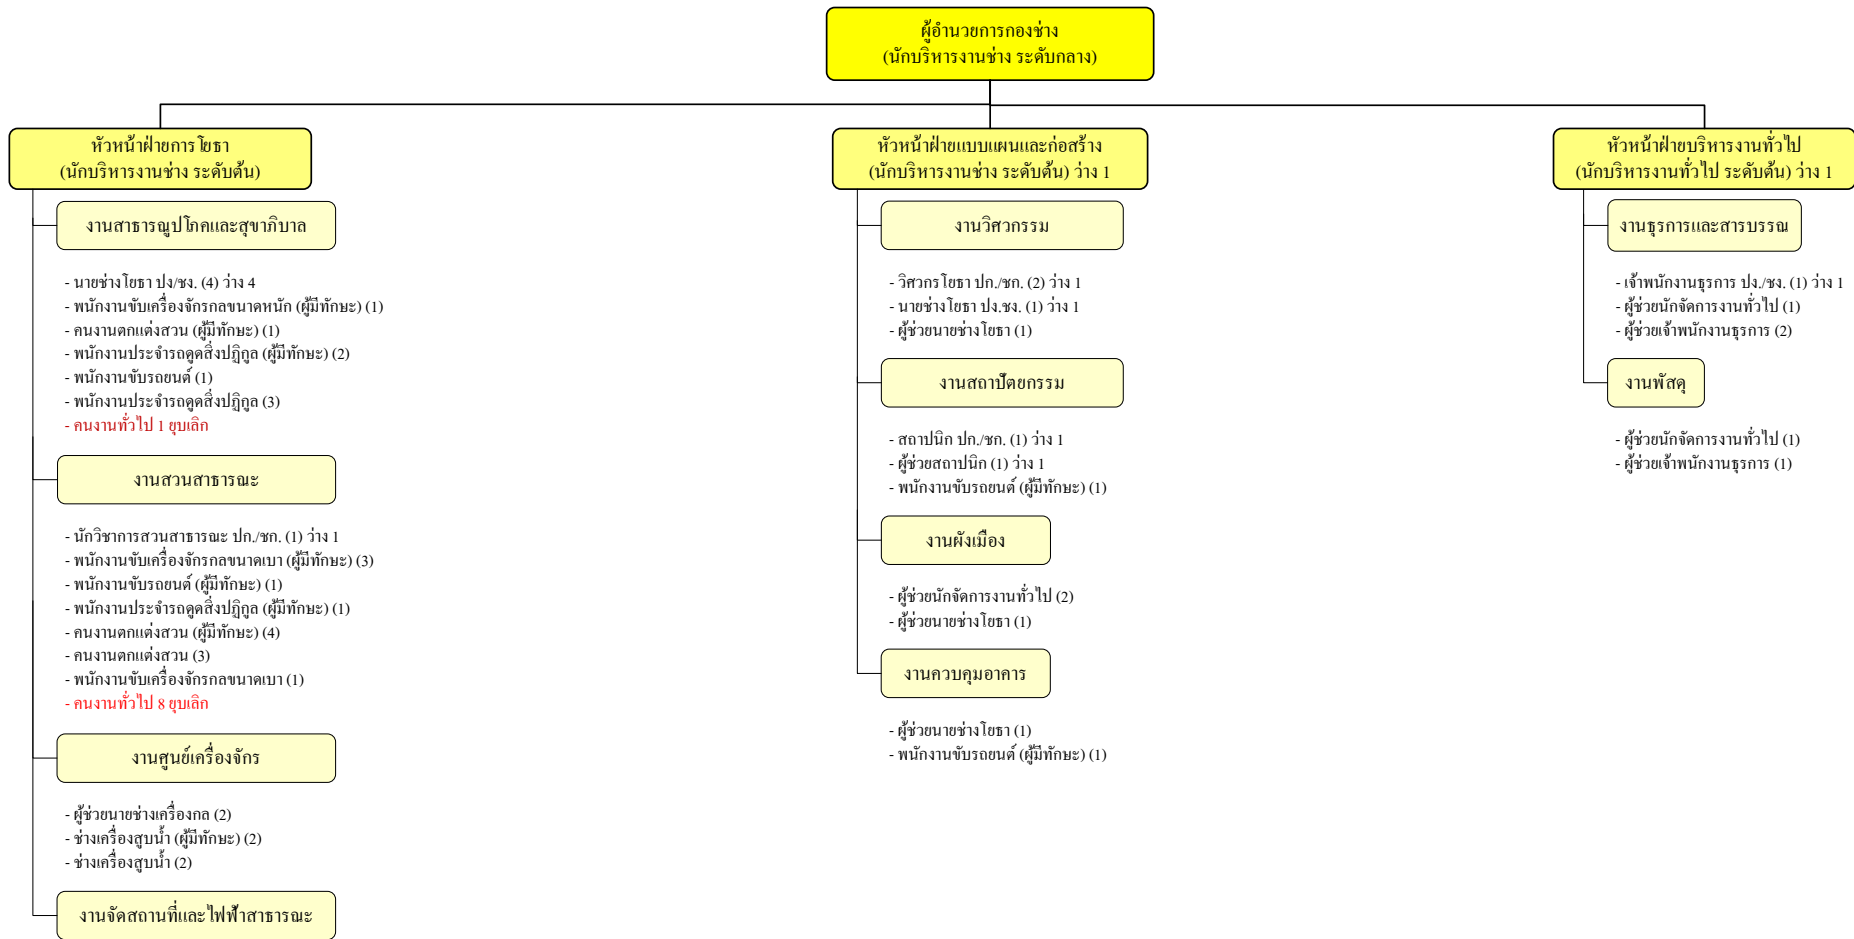 ผู้อำนวยการกองช่าง
(นักบริหารงานช่าง ระดับกลาง)
หัวหน้าฝ่ายการโยธา
(นักบริหารงานช่าง ระดับต้น)
งานสาธารณูปโภคและสุขาภิบาล
- นายช่างโยธา ปง/ชง. (4) ว่าง 4
- พนักงานขับเครื่องจักรกลขนาดหนัก (ผู้มีทักษะ) (1)
- คนงานตกแต่งสวน (ผู้มีทักษะ) (1)
- พนักงานประจำรถดูดสิ่งปฏิกูล (ผู้มีทักษะ) (2)
- พนักงานขับรถยนต์ (1)
- พนักงานประจำรถดูดสิ่งปฏิกูล (3)
- คนงานทั่วไป 1 ยุบเลิก
งานสวนสาธารณะ
- นักวิชาการสวนสาธารณะ ปก./ชก. (1) ว่าง 1
- พนักงานขับเครื่องจักรกลขนาดเบา (ผู้มีทักษะ) (3)
- พนักงานขับรถยนต์ (ผู้มีทักษะ) (1)
- พนักงานประจำรถดูดสิ่งปฏิกูล (ผู้มีทักษะ) (1)
- คนงานตกแต่งสวน (ผู้มีทักษะ) (4)
- คนงานตกแต่งสวน (3)
- พนักงานขับเครื่องจักรกลขนาดเบา (1)
- คนงานทั่วไป 8 ยุบเลิก
งานศูนย์เครื่องจักร
- ผู้ช่วยนายช่างเครื่องกล (2)
- ช่างเครื่องสูบน้ำ (ผู้มีทักษะ) (2)
- ช่างเครื่องสูบน้ำ (2)
งานจัดสถานที่และไฟฟ้าสาธารณะ
หัวหน้าฝ่ายแบบแผนและก่อสร้าง
(นักบริหารงานช่าง ระดับต้น) ว่าง 1
งานวิศวกรรม
- วิศวกรโยธา ปก./ชก. (2) ว่าง 1
- นายช่างโยธา ปง.ชง. (1) ว่าง 1
- ผู้ช่วยนายช่างโยธา (1)
งานสถาปัตยกรรม
- สถาปนิก ปก./ชก. (1) ว่าง 1
- ผู้ช่วยสถาปนิก (1) ว่าง 1
- พนักงานขับรถยนต์ (ผู้มีทักษะ) (1)
งานผังเมือง
- ผู้ช่วยนักจัดการงานทั่วไป (2)
- ผู้ช่วยนายช่างโยธา (1)
งานควบคุมอาคาร
- ผู้ช่วยนายช่างโยธา (1)
- พนักงานขับรถยนต์ (ผู้มีทักษะ) (1)
หัวหน้าฝ่ายบริหารงานทั่วไป
(นักบริหารงานทั่วไป ระดับต้น) ว่าง 1
งานธุรการและสารบรรณ
- เจ้าพนักงานธุรการ ปง./ชง. (1) ว่าง 1
- ผู้ช่วยนักจัดการงานทั่วไป (1)
- ผู้ช่วยเจ้าพนักงานธุรการ (2)
งานพัสดุ
- ผู้ช่วยนักจัดการงานทั่วไป (1)
- ผู้ช่วยเจ้าพนักงานธุรการ (1)